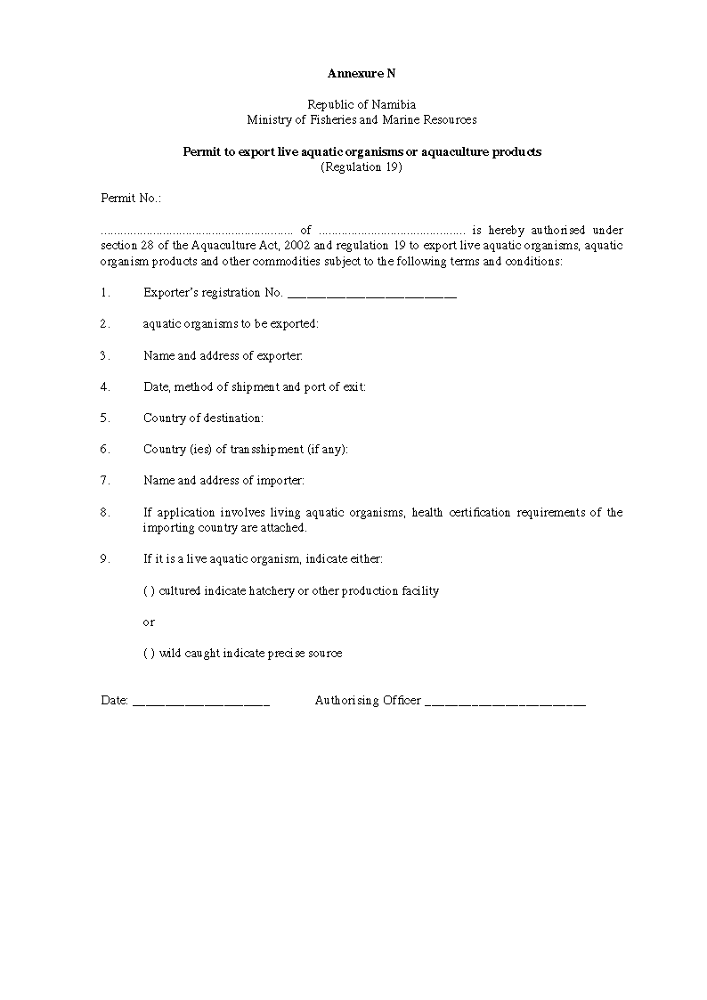 Annexure N
Republic of Namibia
Ministry of Fisheries and Marine Resources
Permit to export live aquatic organisms or aquaculture products
(Regulation 19)
Permit No.:
...................................................... of ......................................... is hereby authorised under
section 28 of the Aquaculture Act, 2002 and regulation 19 to export live aquatic organisms, aquatic
organism products and other commodities subject to the following terms and conditions:
1. Exporter’s registration No. __________________________
2. aquatic organisms to be exported:
3. Name and address of exporter:
4. Date, method of shipment and port of exit:
5. Country of destination:
6. Country (ies) of transshipment (if any):
7. Name and address of importer:
8. If application involves living aquatic organisms, health certification requirements of the
importing country are attached.
9. If it is a live aquatic organism, indicate either:
( ) cultured indicate hatchery or other production facility
or
( ) wild caught indicate precise source
Date: _____________________ Authorising Officer _________________________